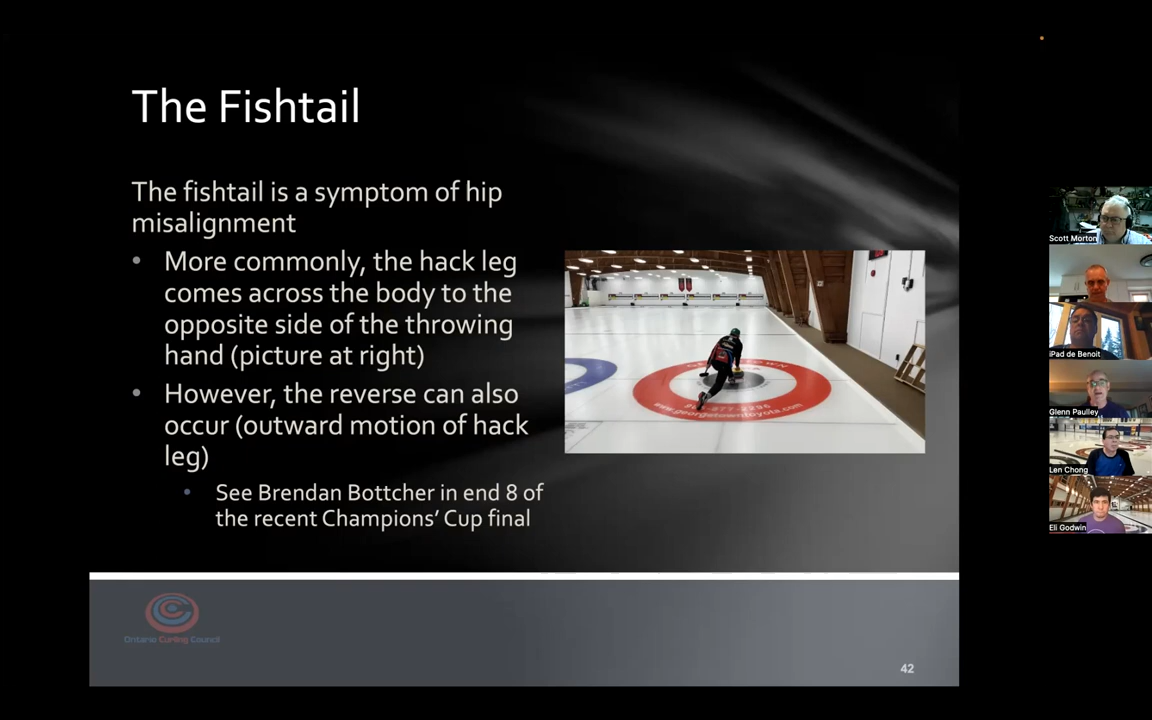 The Fishtail
The fishtail is a symptom of hip
misalignment
• More commonly, the hack leg
comes across the body to the
opposite side of the throwing
hand (picture at right)
• However, the reverse can also
occur (outward motion of hack
leg)
• See Brendan Bottcher in end 8 of
the recent Champions’ Cup final
www.georgetowntoyota.com
Ontario Curling Council
42
Scott Morton
iPad de Benoit
Glenn Paulley
Len Chong
Eli Godwin